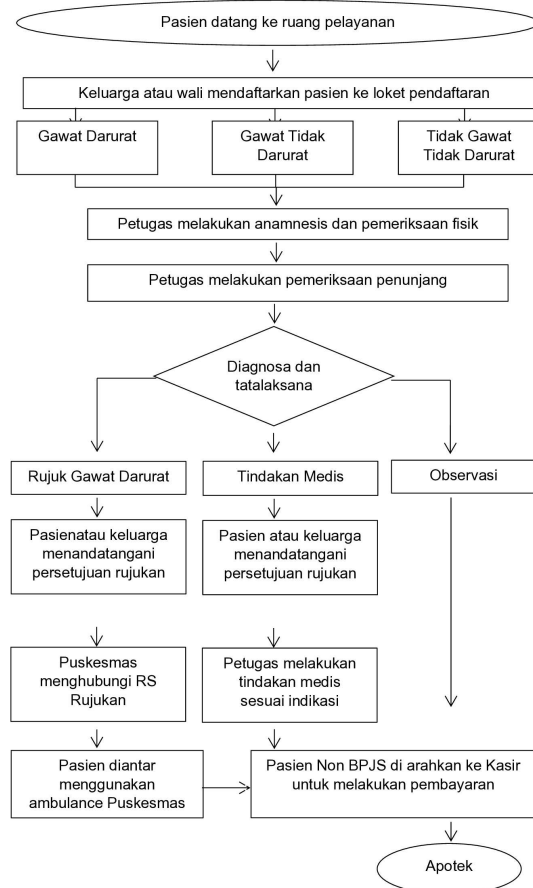 Pasien datang ke ruang pelayanan
Keluarga atau wali mendaftarkan pasien ke loket pendaftaran
Gawat Darurat
Gawat Tidak
Darurat
Tidak Gawat
Tidak Darurat
Petugas melakukan anamnesis dan pemeriksaan fisik
Petugas melakukan pemeriksaan penunjang
Diagnosa dan
tatalaksana
Rujuk Gawat Darurat
Tindakan Medis
Observasi
Pasienatau keluarga
menandatangani
persetujuan rujukan
Pasien atau keluarga
menandatangani
persetujuan rujukan
Puskesmas
menghubungi RS
Rujukan
Petugas melakukan
tindakan medis
sesuai indikasi
Pasien diantar
menggunakan
ambulance Puskesmas
Pasien Non BPJS di arahkan ke Kasir
untuk melakukan pembayaran
Apotek